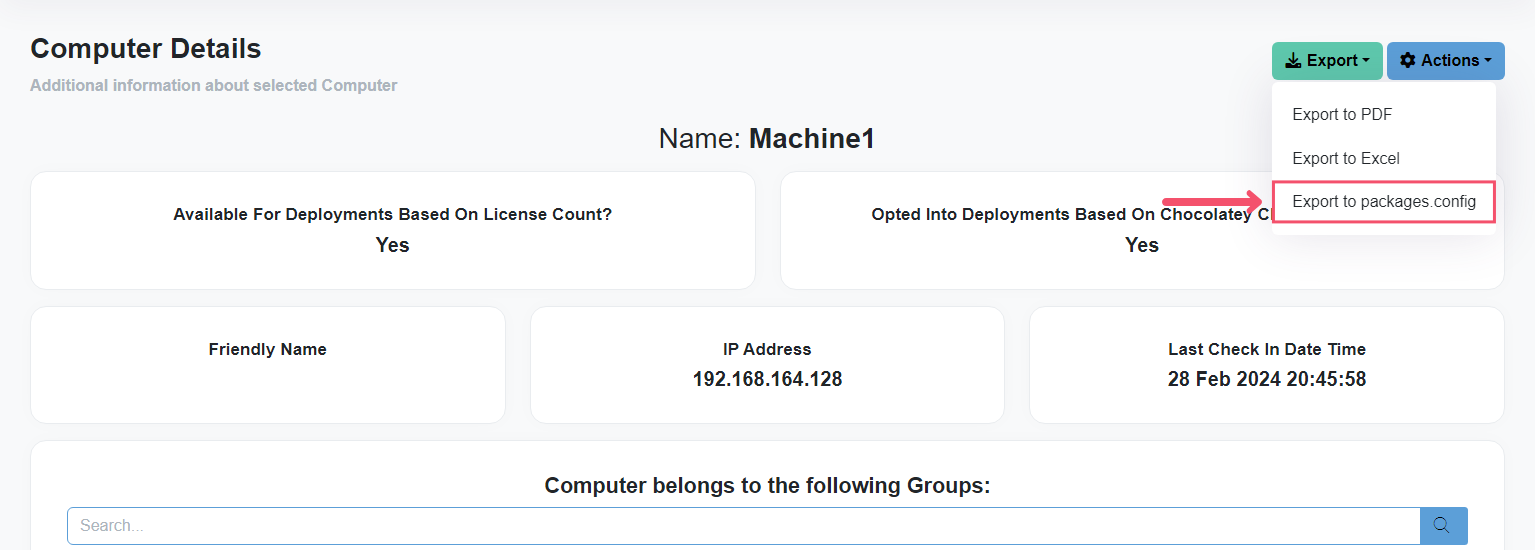 Computer Details
Export
Actions
Additional information about selected Computer
Export to PDF
Name: Machine1
Export to Excel
Export to packages.config
Available For Deployments Based On License Count?
Opted Into Deployments Based On Chocolatey
Yes
Yes
Friendly Name
IP Address
Last Check In Date Time
192.168.164.128
28 Feb 2024 20:45:58
Computer belongs to the following Groups:
Search...